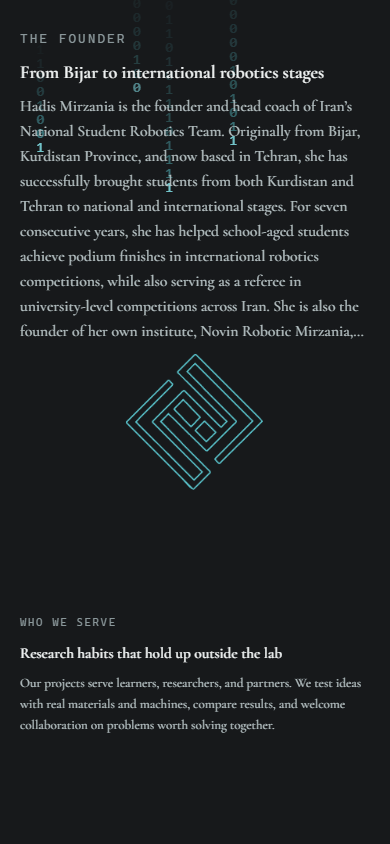 THE FOUNDER
From Bijar to international robotics stages
Hadis Mirzania is the founder and head coach of Iran's
National Student Robotics Team. Originally from Bijar,
Kurdistan Province, and now based in Tehran, she has
successfully brought students from both Kurdistan and
Tehran to national and international stages. For seven
consecutive years, she has helped school-aged students
achieve podium finishes in international robotics
competitions, while also serving as a referee in
university-level competitions across Iran. She is also the
founder of her own institute, Novin Robotic Mirzania,...
WHO WE SERVE
Research habits that hold up outside the lab
Our projects serve learners, researchers, and partners. We test ideas
with real materials and machines, compare results, and welcome
collaboration on problems worth solving together.